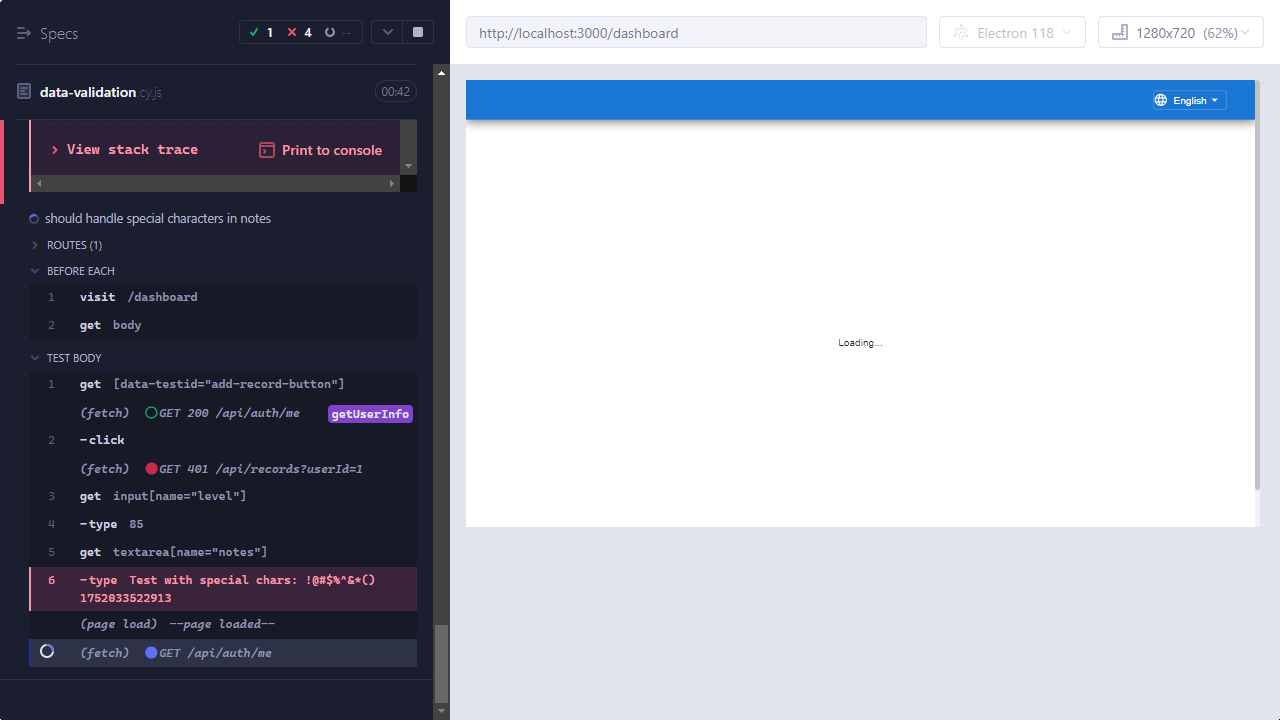 Specs
1
4
--
data-validation.cy.js
00:42
View stack trace
Print to console
should handle special characters in notes
ROUTES (1)
BEFORE EACH
1 visit /dashboard
2 get body
TEST BODY
1 get [data-testid="add-record-button"]
(fetch) GET 200 /api/auth/me getUserInfo
2 -click
(fetch) GET 401 /api/records?userId=1
3 get input[name="level"]
4 -type 85
5 get textarea[name="notes"]
6 -type Test with special chars: !@#$%^&*()
1752033522913
(page load) --page loaded--
(fetch) GET /api/auth/me
http://localhost:3000/dashboard
Electron 118
1280x720 (62%)
English
Loading...